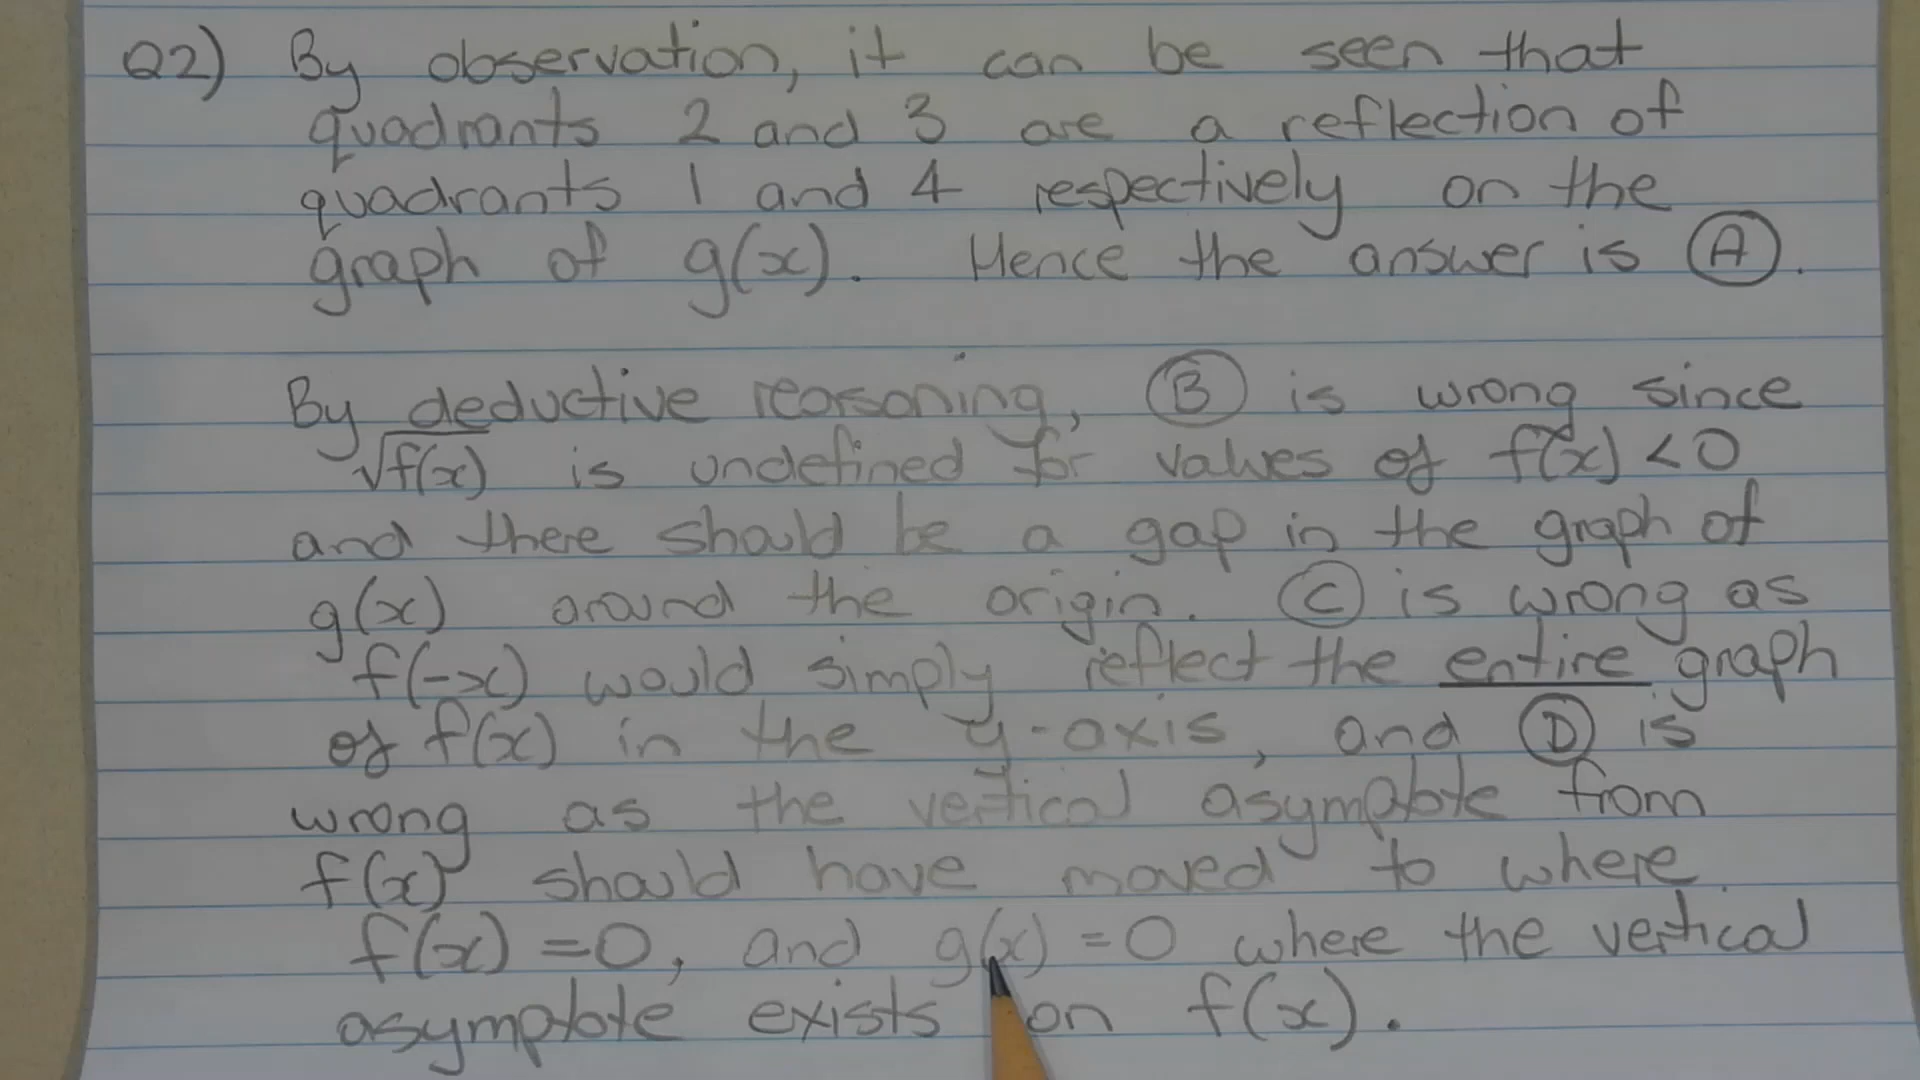 Q2) By observation, it can be seen that
quadrants 2 and 3 are a reflection of
quadrants 1 and 4 respectively on the
graph of g(x). Hence the answer is A.
By deductive reasoning, B is wrong since
√f(x) is undefined for values of f(x) < 0
and there should be a gap in the graph of
g(x) around the origin. C is wrong as
f(-x) would simply reflect the entire graph
of f(x) in the y-axis, and D is
wrong as the vertical asymptote from
f(x) should have moved to where
f(x) = 0, and g(x) = 0 where the vertical
asymptote exists on f(x).